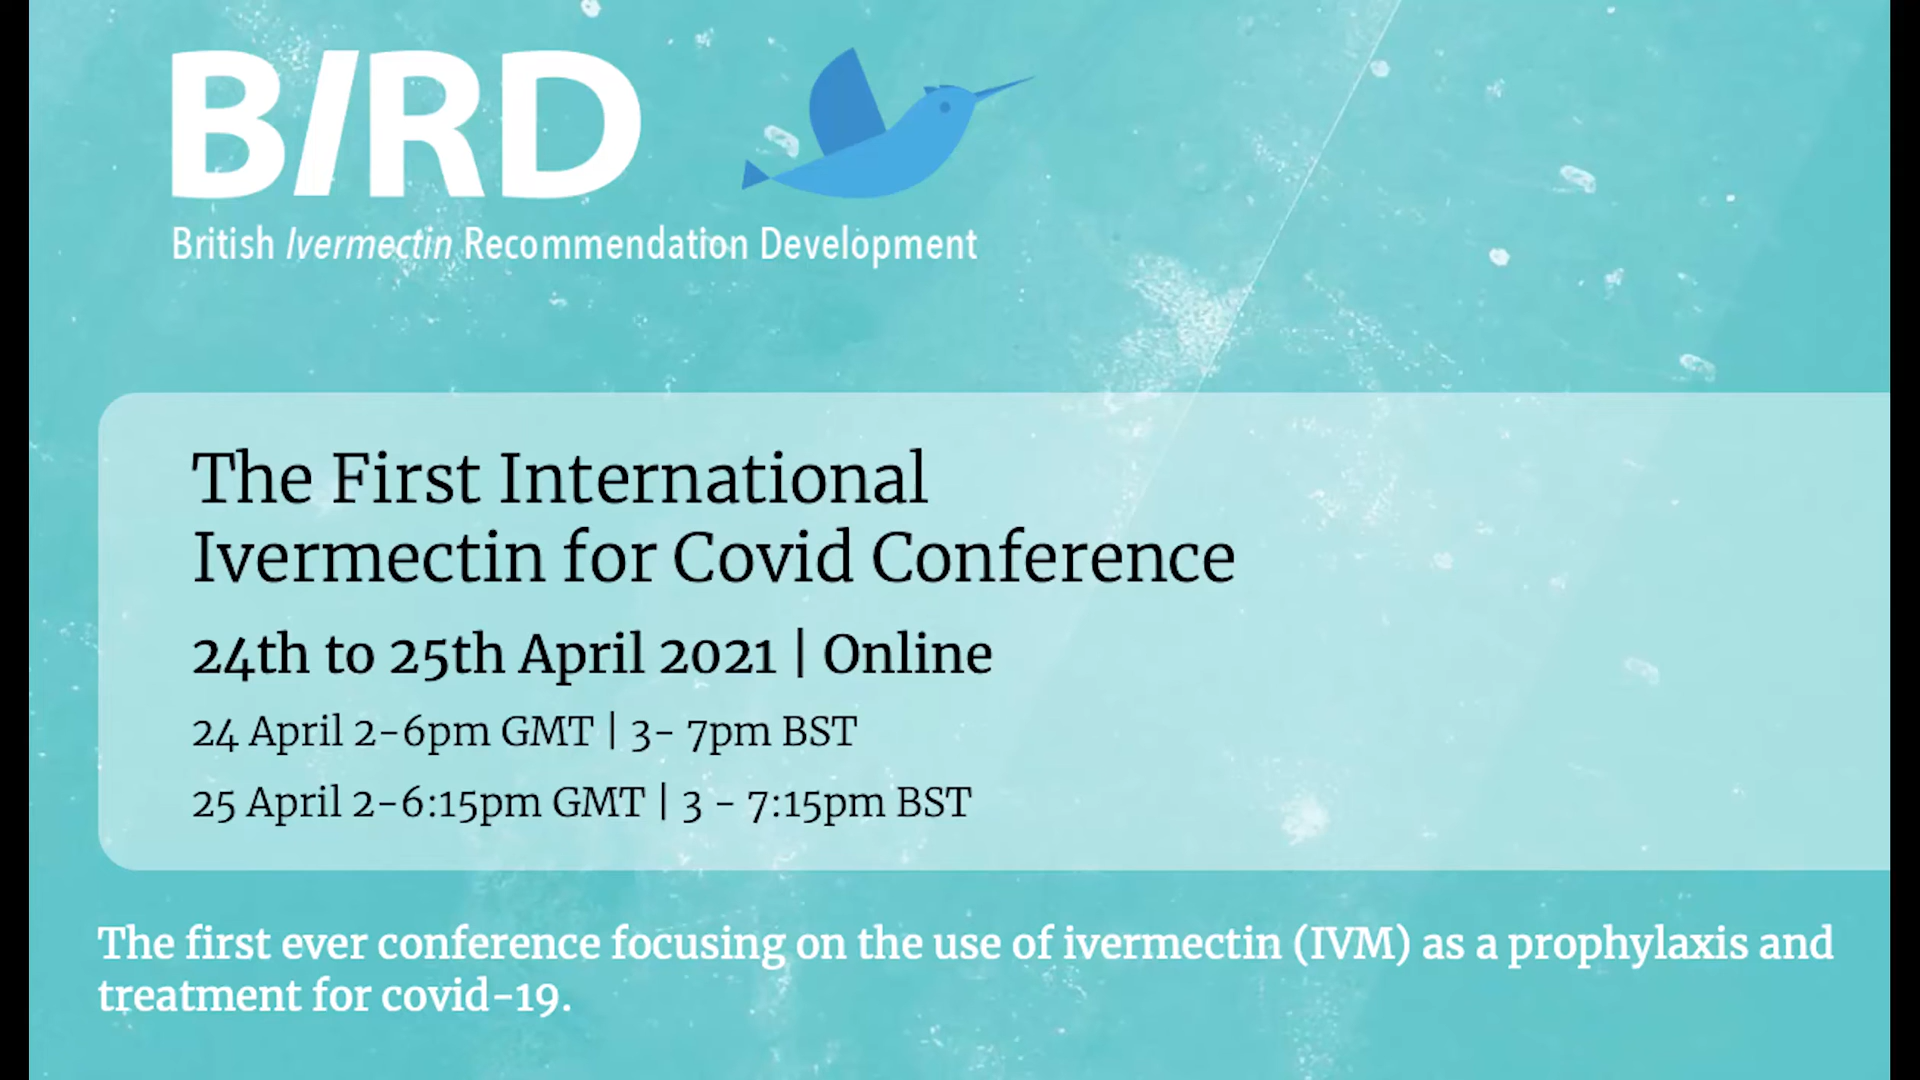 BIRD
British Ivermectin Recommendation Development
The First International
Ivermectin for Covid Conference
24th to 25th April 2021 | Online
24 April 2-6pm GMT | 3- 7pm BST
25 April 2-6:15pm GMT | 3 - 7:15pm BST
The first ever conference focusing on the use of ivermectin (IVM) as a prophylaxis and
treatment for covid-19.